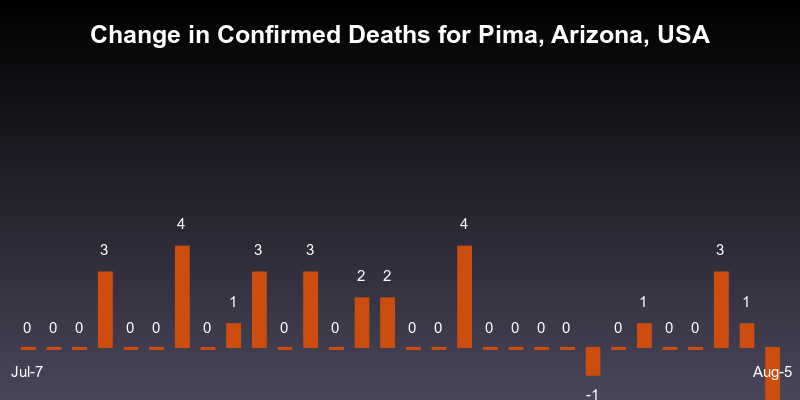 Change in Confirmed Deaths for Pima, Arizona, USA
4 4
3 3 3 3
2 2
1 1 1
0 0 0 0 0 0 0 0 0 0 0 0 0 0 0 0 0 0
Jul-7 Aug-5
-1